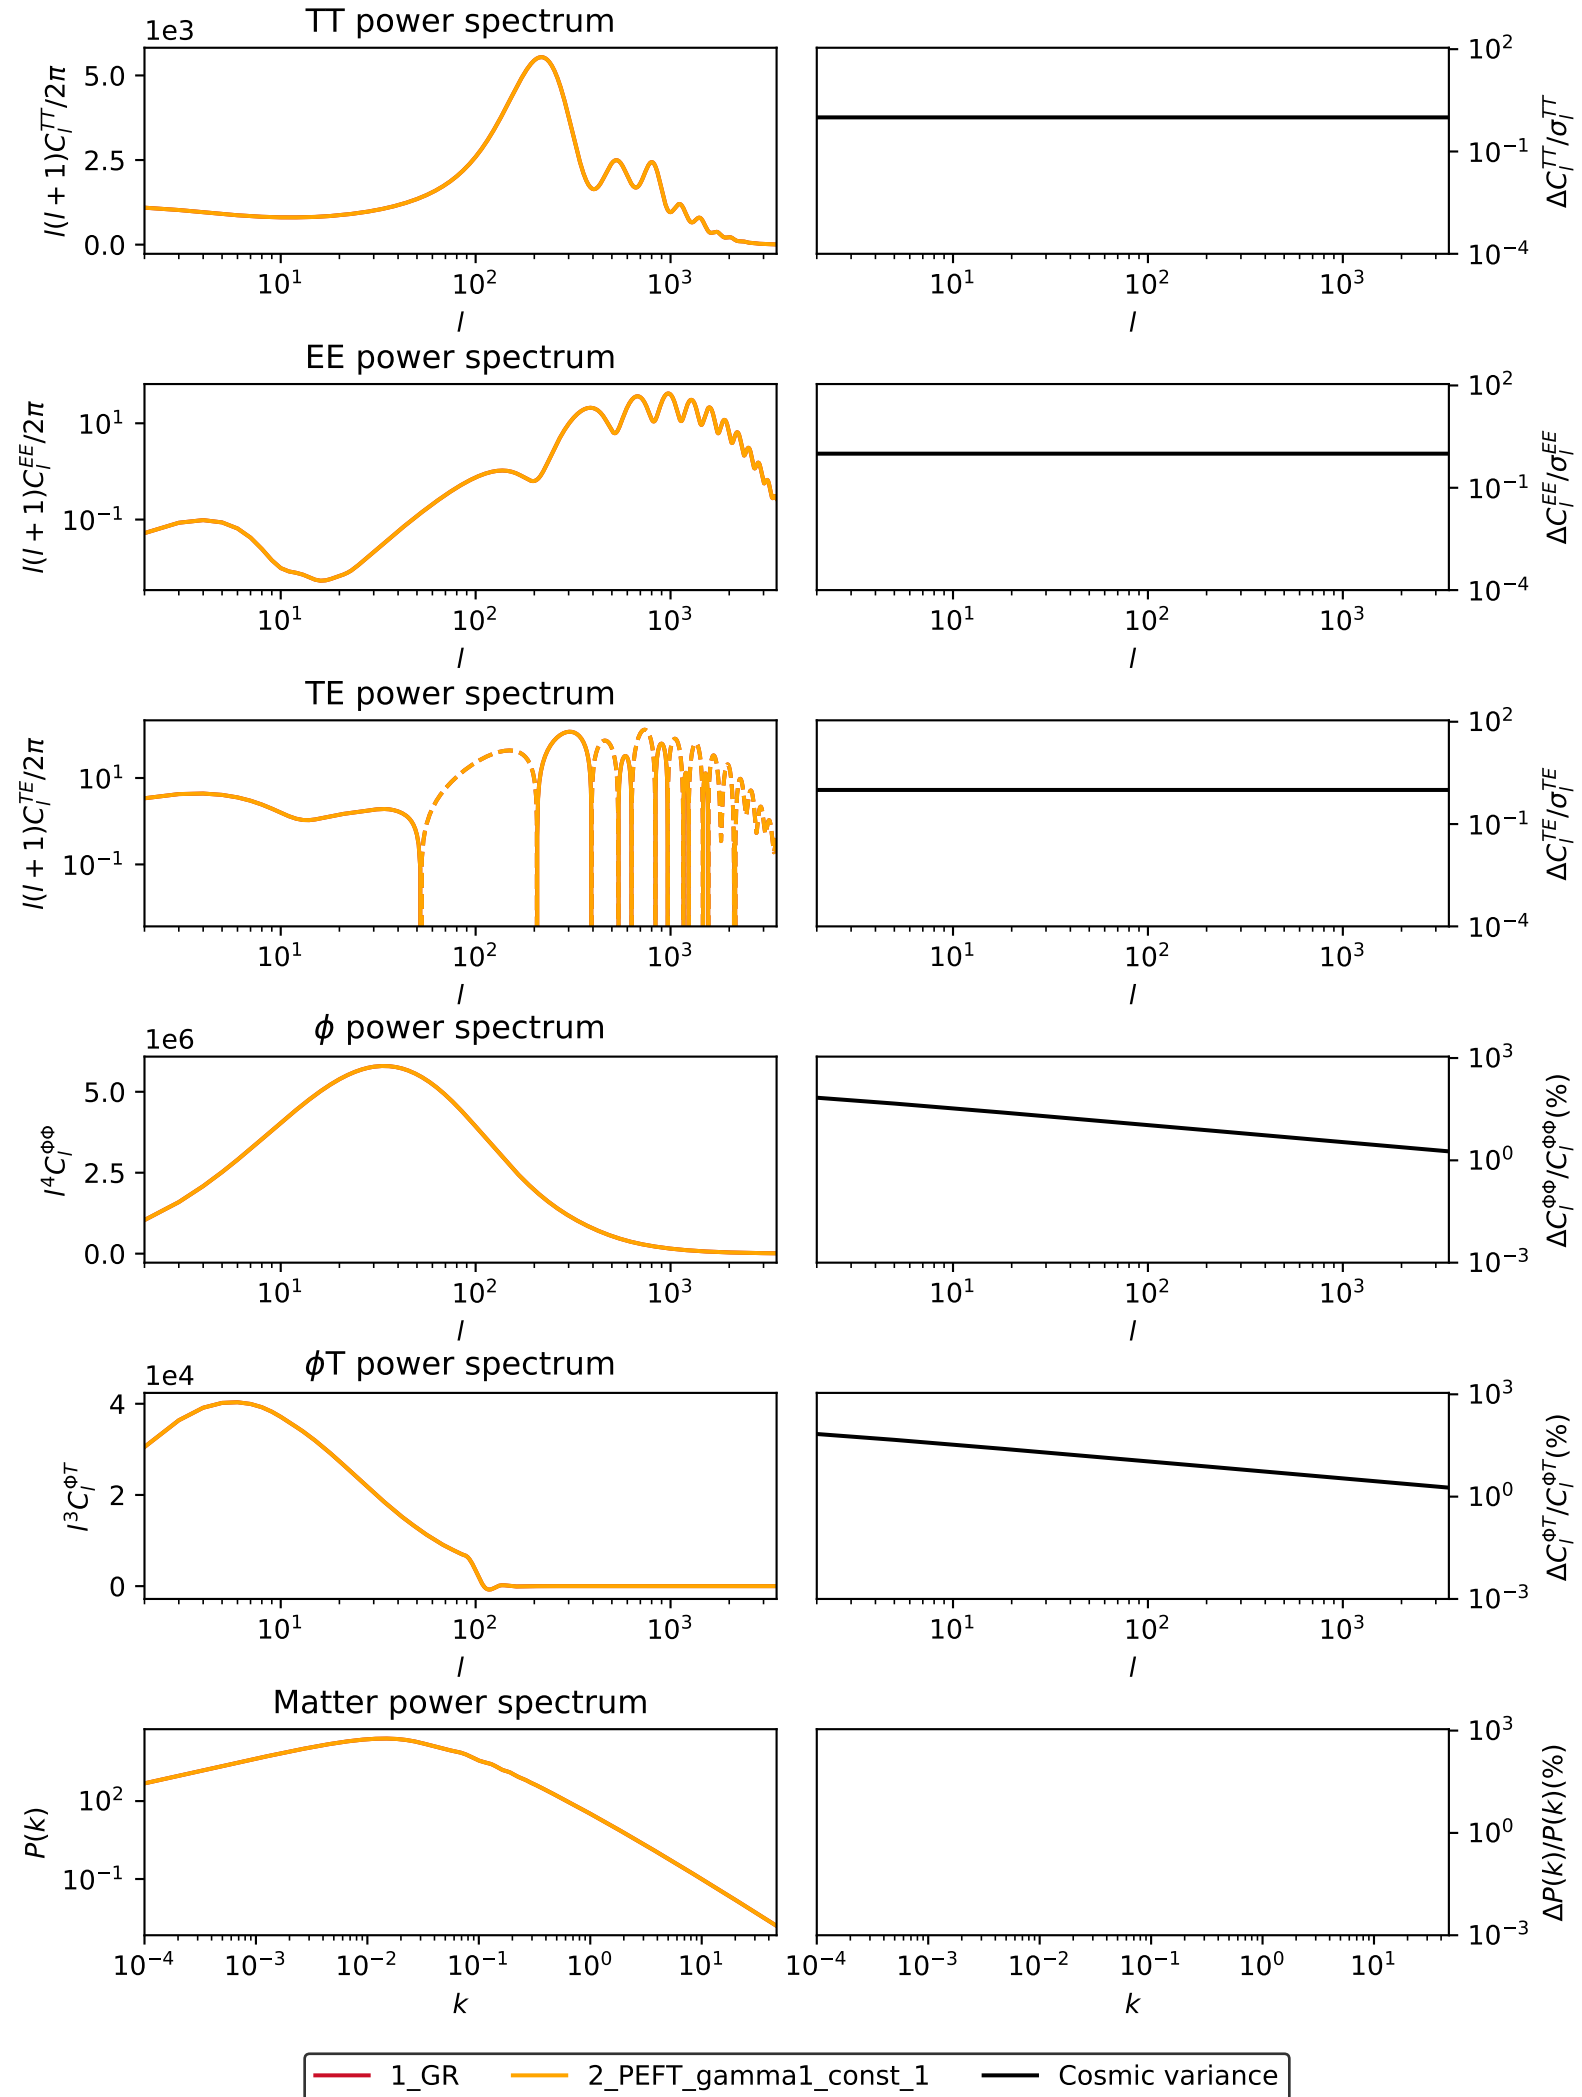 TT power spectrum
1e3
l(l + 1)C_l^{TT}/2π
5.0
2.5
0.0
10^1 10^2 10^3
l
10^2
10^{-1}
10^{-4}
ΔC_l^{TT}/σ_l^{TT}
10^1 10^2 10^3
l
EE power spectrum
l(l + 1)C_l^{EE}/2π
10^1
10^{-1}
10^1 10^2 10^3
l
10^2
10^{-1}
10^{-4}
ΔC_l^{EE}/σ_l^{EE}
10^1 10^2 10^3
l
TE power spectrum
l(l + 1)C_l^{TE}/2π
10^1
10^{-1}
10^1 10^2 10^3
l
10^2
10^{-1}
10^{-4}
ΔC_l^{TE}/σ_l^{TE}
10^1 10^2 10^3
l
ϕ power spectrum
1e6
l^4C_l^{ΦΦ}
5.0
2.5
0.0
10^1 10^2 10^3
l
10^3
10^0
10^{-3}
ΔC_l^{ΦΦ}/C_l^{ΦΦ}(%)
10^1 10^2 10^3
l
ϕT power spectrum
1e4
l^3C_l^{ΦT}
4
2
0
10^1 10^2 10^3
l
10^3
10^0
10^{-3}
ΔC_l^{ΦT}/C_l^{ΦT}(%)
10^1 10^2 10^3
l
Matter power spectrum
P(k)
10^2
10^{-1}
10^{-4} 10^{-3} 10^{-2} 10^{-1} 10^0 10^1
k
10^3
10^0
10^{-3}
ΔP(k)/P(k)(%)
10^{-4} 10^{-3} 10^{-2} 10^{-1} 10^0 10^1
k
1_GR 2_PEFT_gamma1_const_1 Cosmic variance